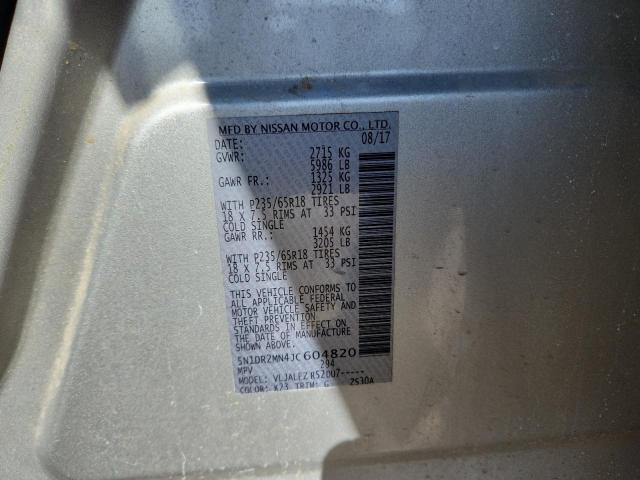 MFD BY NISSAN MOTOR CO., LTD.
DATE: 08/17
GVWR: 2715 KG
5986 LB
GAWR FR.: 1325 KG
2921 LB
WITH P235/65R18 TIRES
18 X 7.5 RIMS AT 33 PSI
COLD SINGLE
GAWR RR.: 1454 KG
3205 LB
WITH P235/65R18 TIRES
18 X 7.5 RIMS AT 33 PSI
COLD SINGLE
THIS VEHICLE CONFORMS TO
ALL APPLICABLE FEDERAL
MOTOR VEHICLE SAFETY AND
THEFT PREVENTION
STANDARDS IN EFFECT ON
THE DATE OF MANUFACTURE
SHOWN ABOVE.
5N1DR2MN4JC604820
MPV 294
MODEL: VLJALFZ R52UU7-----
COLOR: K23 TRIM: G 2S30A